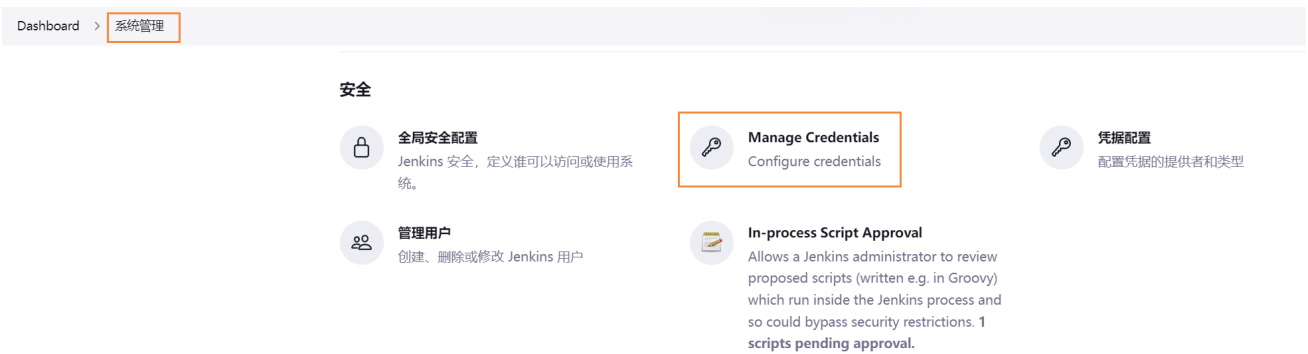 Dashboard > 系统管理
安全
全局安全配置
Jenkins 安全，定义谁可以访问或使用系
统。
Manage Credentials
Configure credentials
凭据配置
配置凭据的提供者和类型
管理用户
创建、删除或修改 Jenkins 用户
In-process Script Approval
Allows a Jenkins administrator to review
proposed scripts (written e.g. in Groovy)
which run inside the Jenkins process and
so could bypass security restrictions. 1
scripts pending approval.